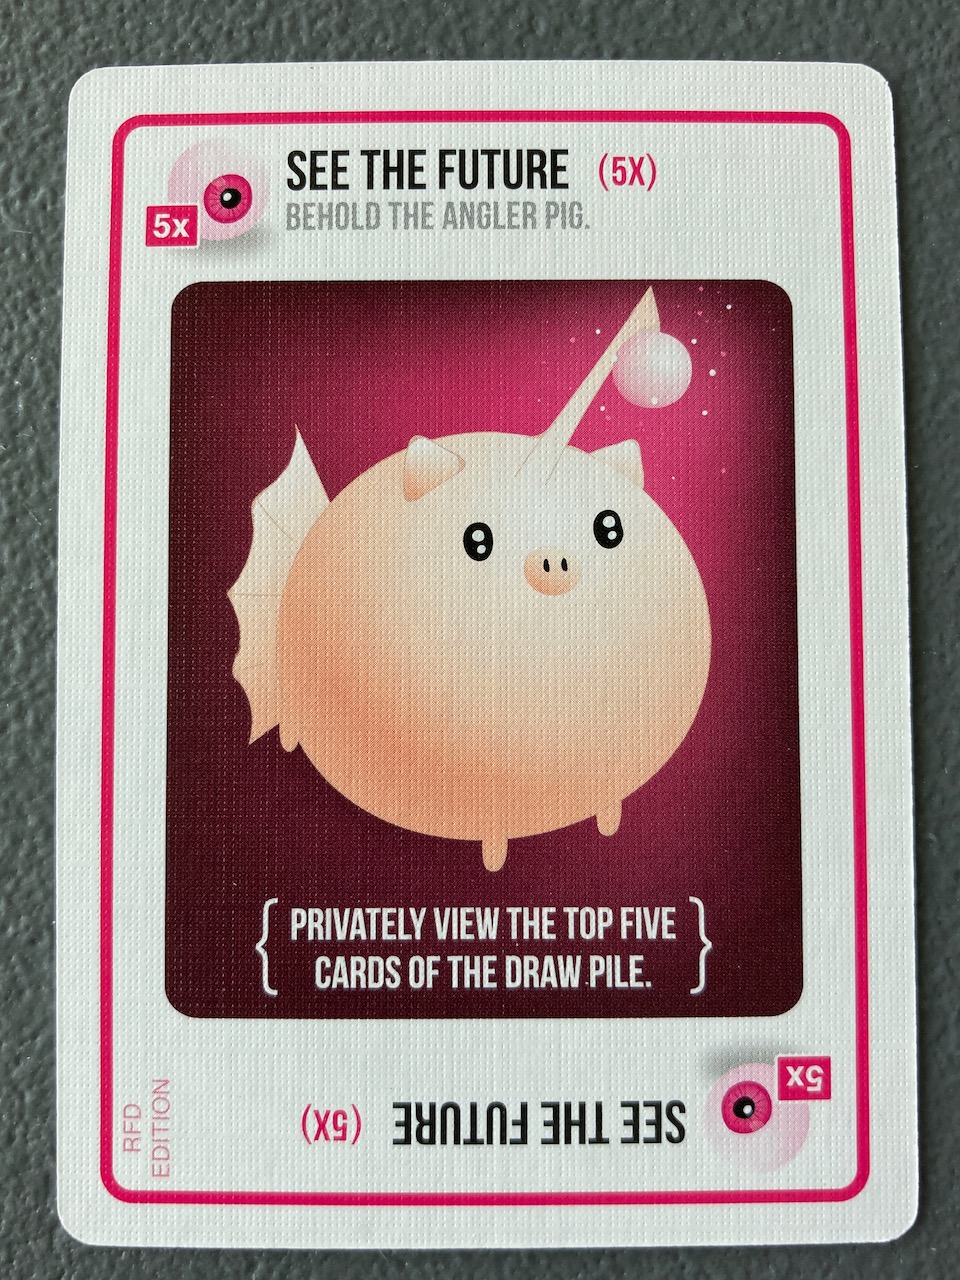 SEE THE FUTURE (5X)
5x
BEHOLD THE ANGLER PIG.
{ PRIVATELY VIEW THE TOP FIVE
CARDS OF THE DRAW PILE. }
RFD
EDITION
SEE THE FUTURE (5X)
5x